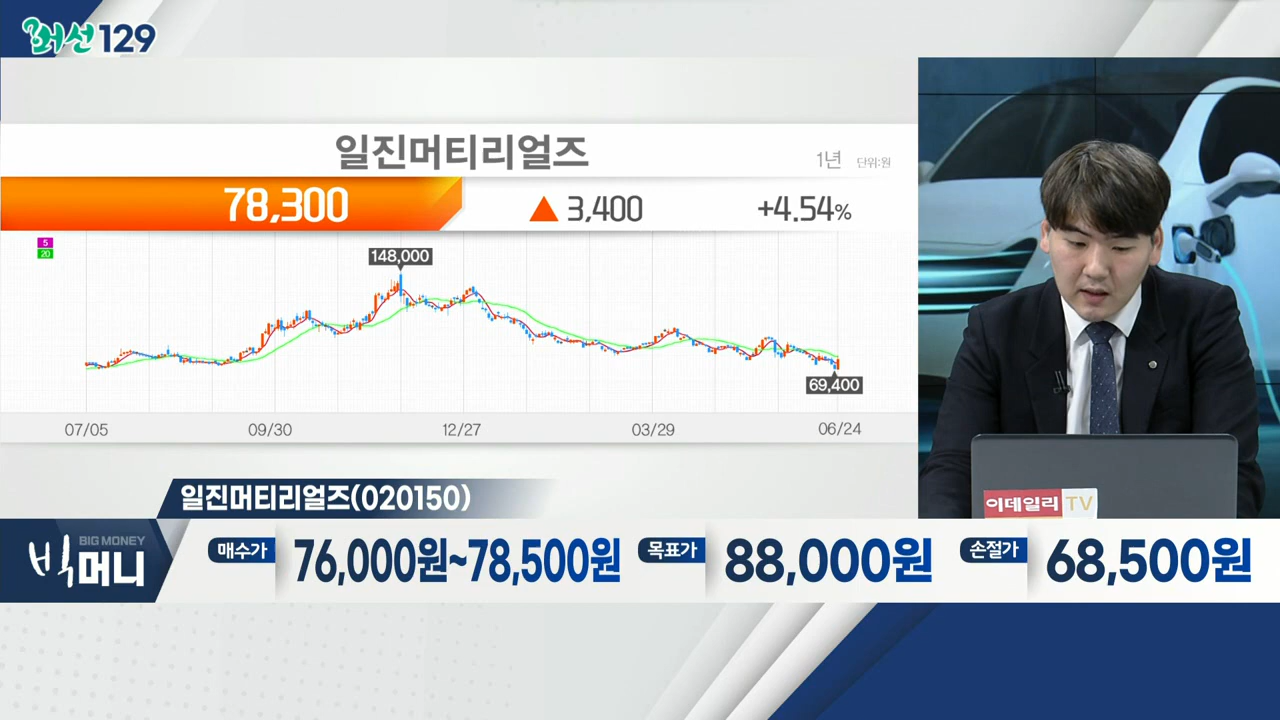 머선129
일진머티리얼즈
1년 단위:원
78,300 ▲ 3,400 +4.54%
5
20
148,000
69,400
07/05 09/30 12/27 03/29 06/24
일진머티리얼즈(020150)
BIG MONEY
빅머니
매수가 76,000원~78,500원 목표가 88,000원 손절가 68,500원
이데일리 TV